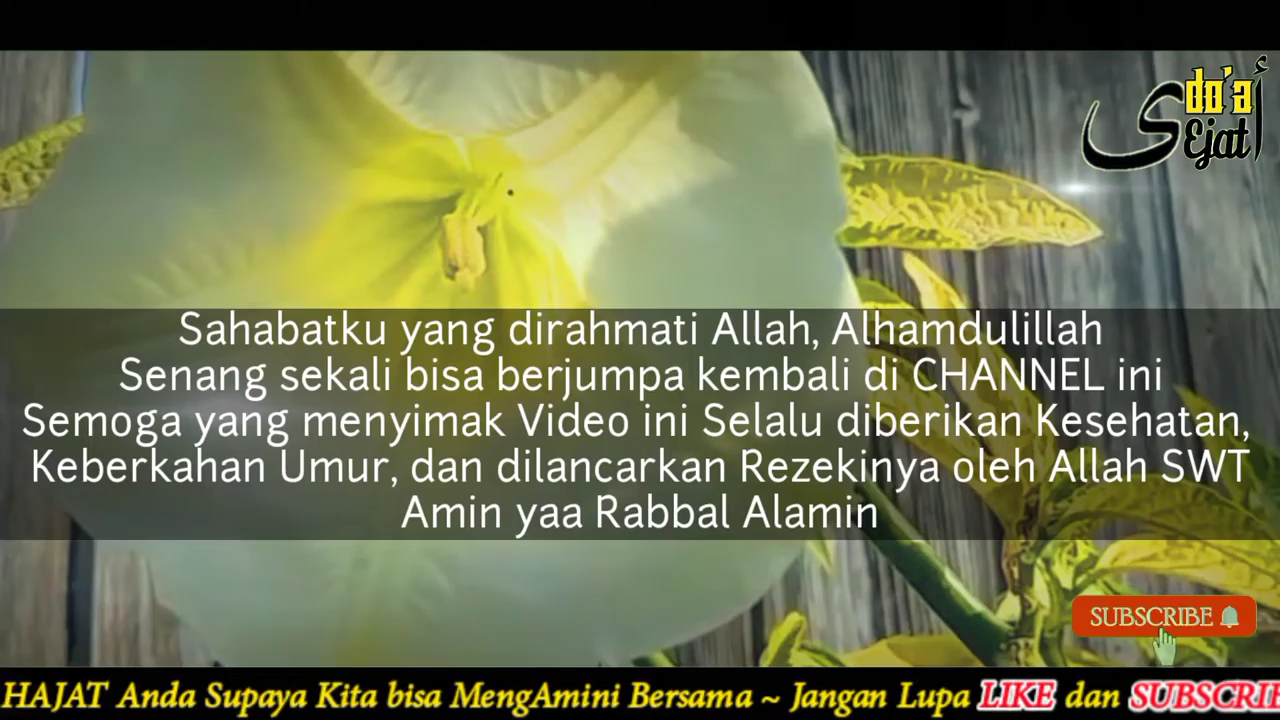 do'a
Ejati
Sahabatku yang dirahmati Allah, Alhamdulillah
Senang sekali bisa berjumpa kembali di CHANNEL ini
Semoga yang menyimak Video ini Selalu diberikan Kesehatan,
Keberkahan Umur, dan dilancarkan Rezekinya oleh Allah SWT
Amin yaa Rabbal Alamin
SUBSCRIBE
HAJAT Anda Supaya Kita bisa MengAmini Bersama ~ Jangan Lupa LIKE dan